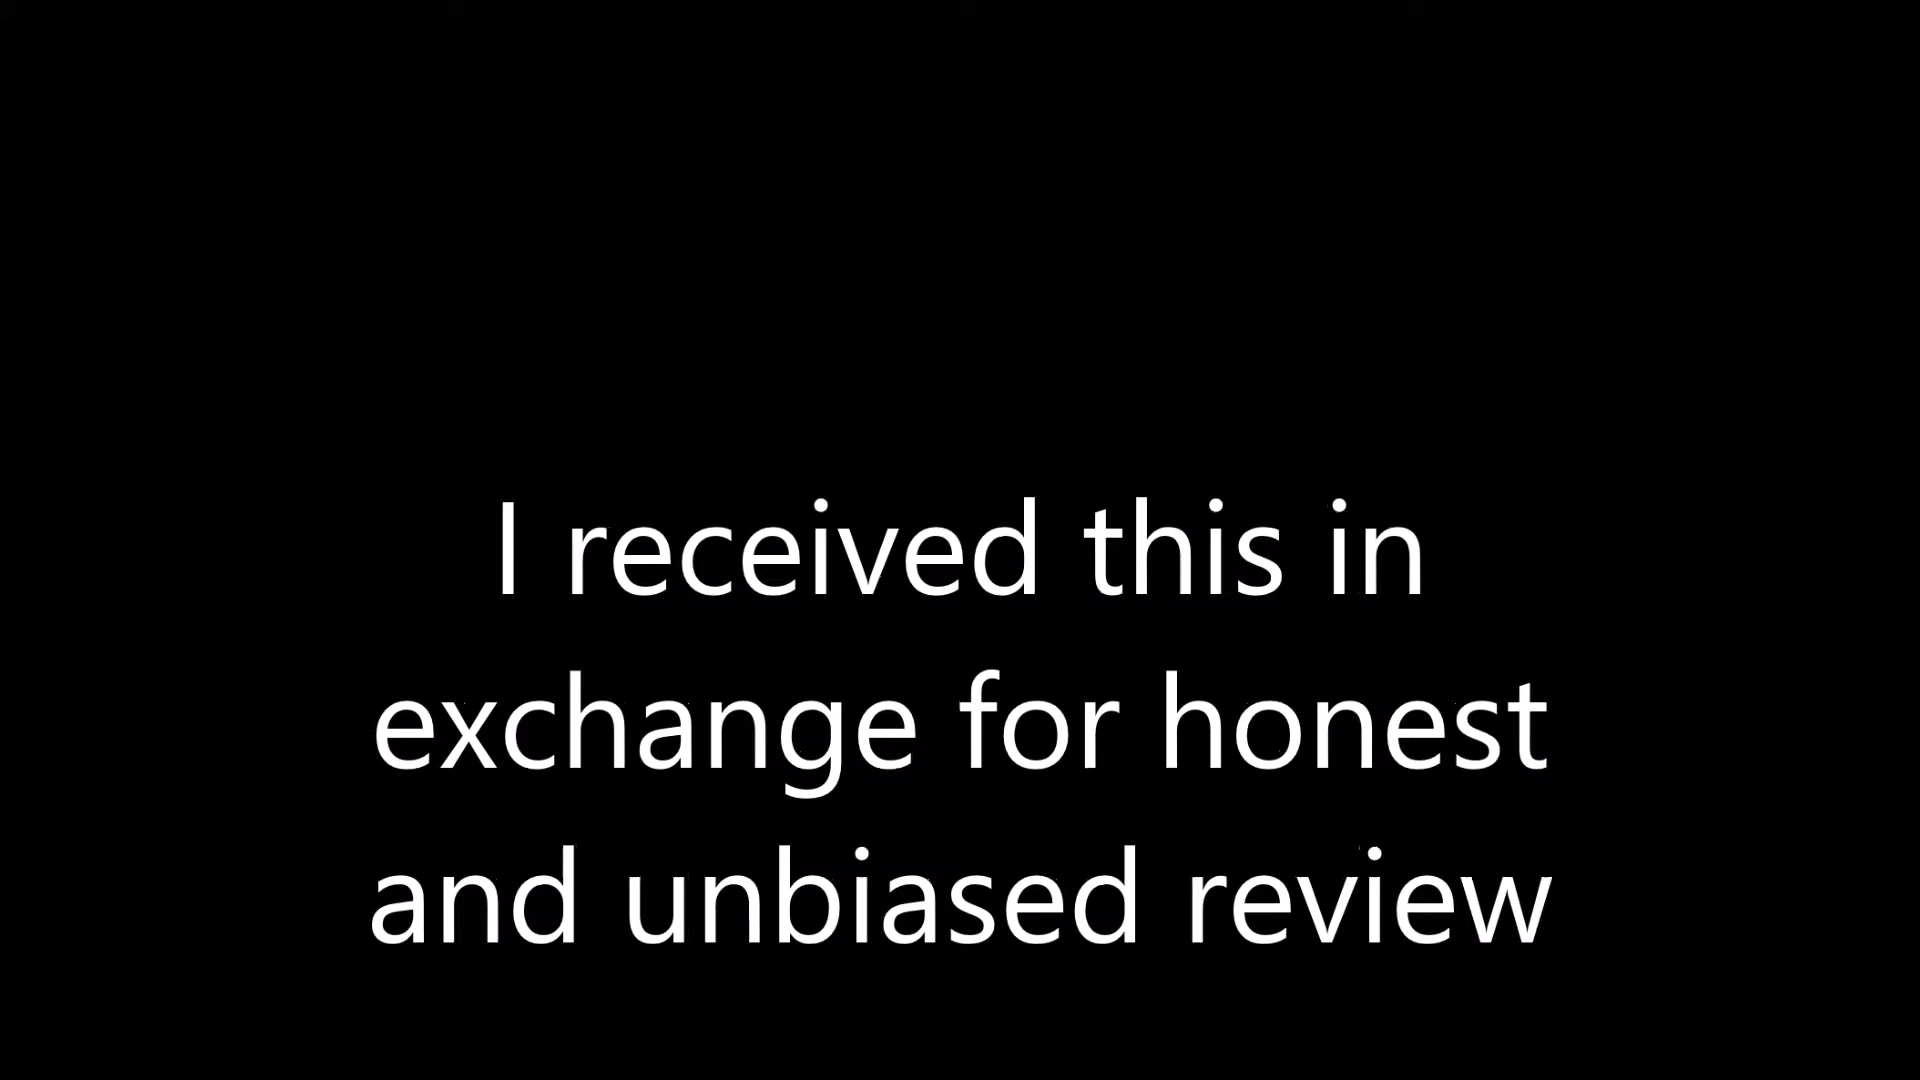 I received this in
exchange for honest
and unbiased review